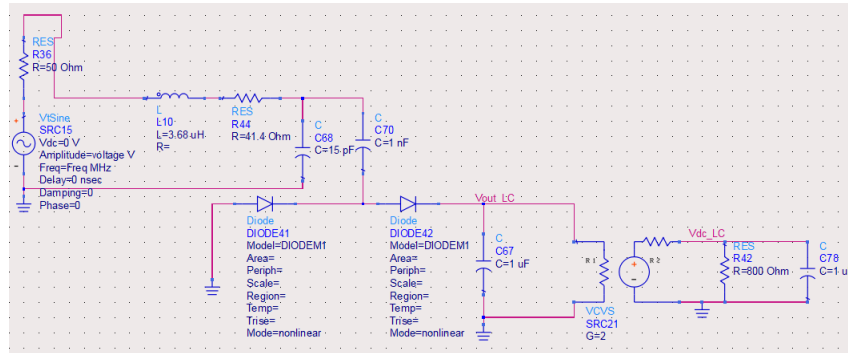 RES
R36
R=50 Ohm
VtSine
SRC15
Vdc=0 V
Amplitude=voltage V
Freq=Freq MHz
Delay=0 nsec
Damping=0
Phase=0
L
L10
L=3.68 uH
R=
RES
R44
R=41.4 Ohm
C
C68
C=15 pF
C
C70
C=1 nF
Diode
DIODE41
Model=DIODEM1
Area=
Periph=
Scale=
Region=
Temp=
Trise=
Mode=nonlinear
Diode
DIODE42
Model=DIODEM1
Area=
Periph=
Scale=
Region=
Temp=
Trise=
Mode=nonlinear
Vout_LC
C
C67
C=1 uF
R 1
R 2
VCVS
SRC21
G=2
Vdc_LC
RES
R42
R=800 Ohm
C
C78
C=1 u